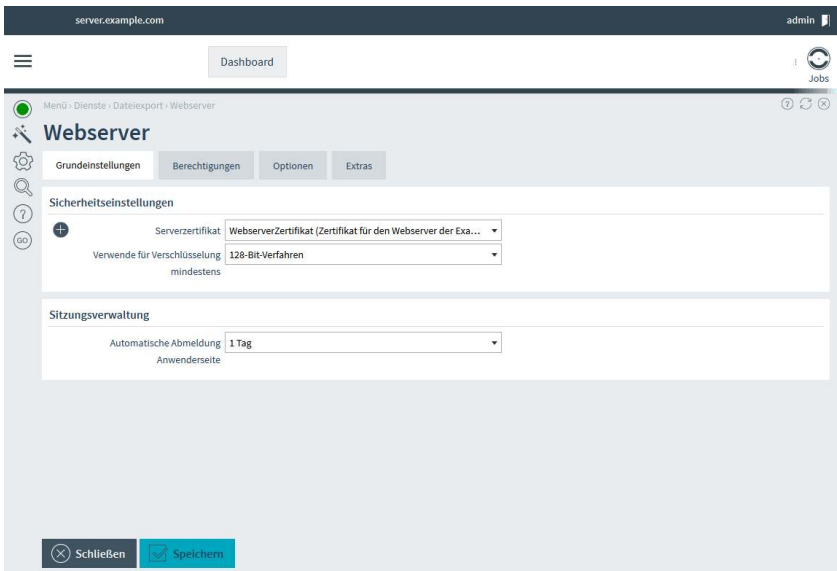 server.example.com
admin
Dashboard
Jobs
Menü › Dienste › Dateiexport › Webserver
Webserver
Grundeinstellungen
Berechtigungen
Optionen
Extras
Sicherheitseinstellungen
Serverzertifikat
WebserverZertifikat (Zertifikat für den Webserver der Exa...
Verwende für Verschlüsselung
mindestens
128-Bit-Verfahren
Sitzungsverwaltung
Automatische Abmeldung
Anwenderseite
1 Tag
GO
Schließen
Speichern